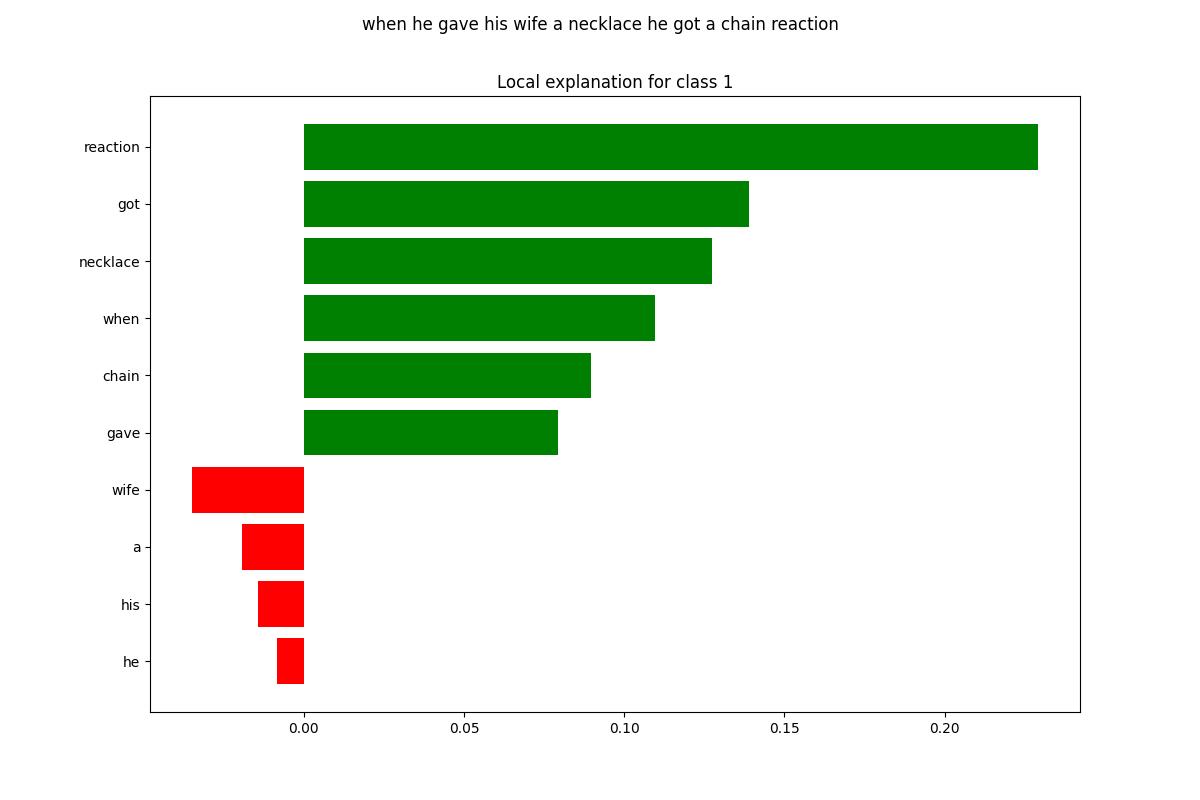 when he gave his wife a necklace he got a chain reaction
Local explanation for class 1
reaction
got
necklace
when
chain
gave
wife
a
his
he
0.00 0.05 0.10 0.15 0.20